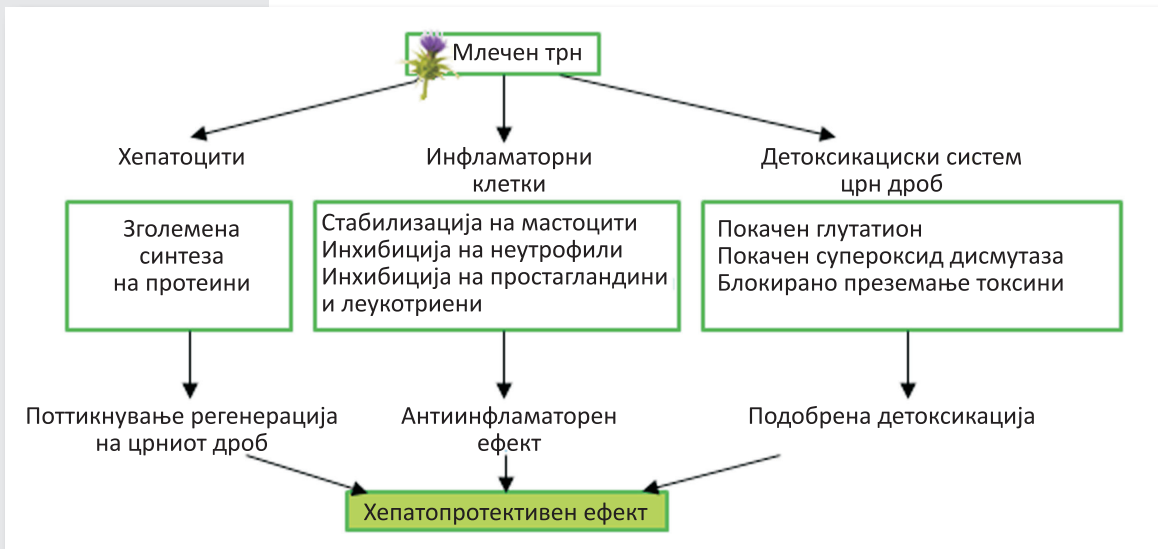 Млечен трн
Хепатоцити
Инфламаторни
клетки
Детоксикациски систем
црн дроб
Зголемена
синтеза
на протеини
Стабилизација на мастоцити
Инхибиција на неутрофили
Инхибиција на простагландини
и леукотриени
Покачен глутатион
Покачен супероксид дисмутаза
Блокирано преземање токсини
Поттикнување регенерација
на црниот дроб
Антиинфламаторен
ефект
Подобрена детоксикација
Хепатопротективен ефект